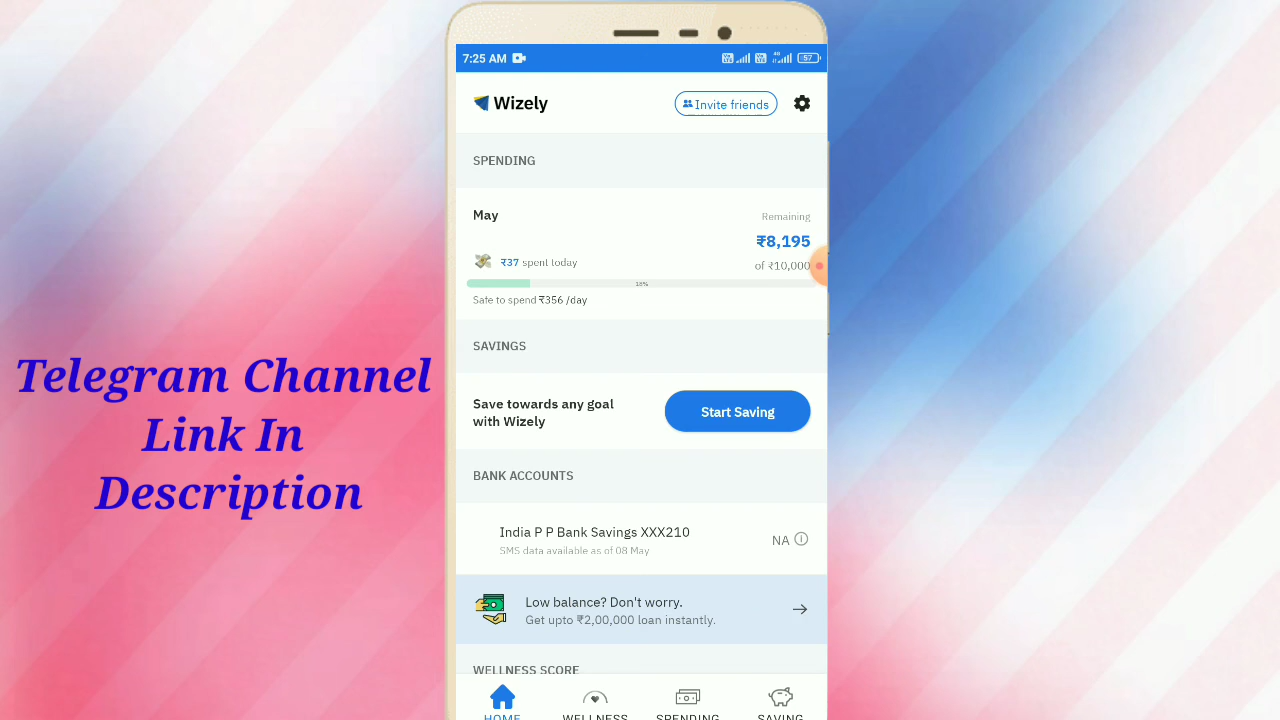 7:25 AM
57
Wizely
Invite friends
SPENDING
May
Remaining
₹8,195
₹37 spent today
of ₹10,000
18%
Safe to spend ₹356 /day
SAVINGS
Save towards any goal
with Wizely
Start Saving
BANK ACCOUNTS
India P P Bank Savings XXX210
NA
SMS data available as of 08 May
Low balance? Don't worry.
Get upto ₹2,00,000 loan instantly.
WELLNESS SCORE
HOME
WELLNESS
SPENDING
SAVING
Telegram Channel
Link In
Description